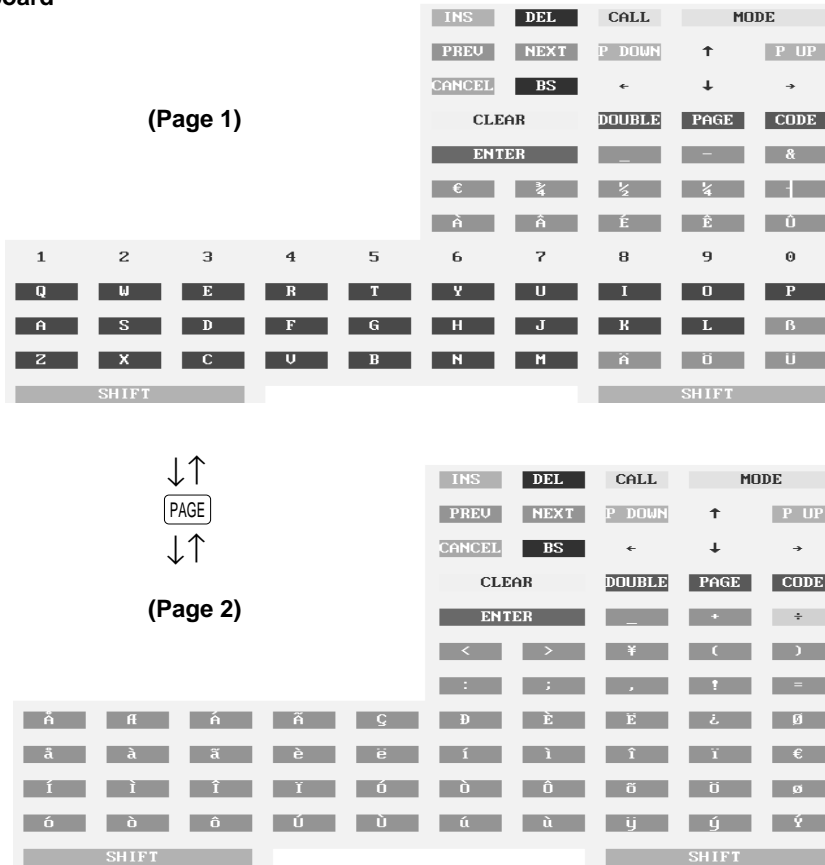 board
INS DEL CALL MODE
PREV NEXT P DOWN ↑ P UP
CANCEL BS ← ↓ →
(Page 1) CLEAR DOUBLE PAGE CODE
ENTER _ – &
€ ¾ ½ ¼
À Â É Ê Û
1 2 3 4 5 6 7 8 9 0
Q W E R T Y U I O P
A S D F G H J K L ß
Z X C V B N M Ä Ö Ü
SHIFT SHIFT
↓↑
INS DEL CALL MODE
PAGE PREV NEXT P DOWN ↑ P UP
↓↑ CANCEL BS ← ↓ →
CLEAR DOUBLE PAGE CODE
(Page 2) ENTER _ + ÷
< > ¥ ( )
: ; , ! =
Å Á Ã Ç Ð È Ë ¿ Ø
å à ã è ë í ì î ï €
Í Ì Î Ï Ó Ò Ô õ Ö ø
ó ò ô Ú Ù ú ù ÿ ý Ý
SHIFT SHIFT